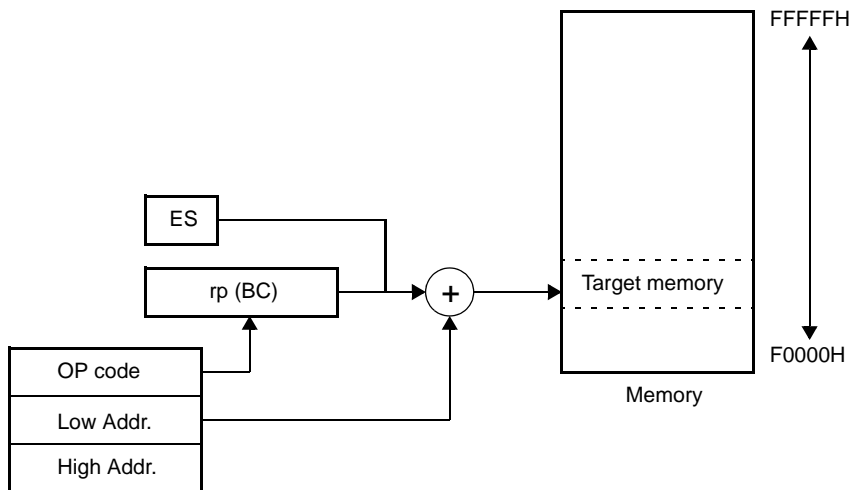 FFFFFH
ES
rp (BC)
+
Target memory
OP code
F0000H
Memory
Low Addr.
High Addr.